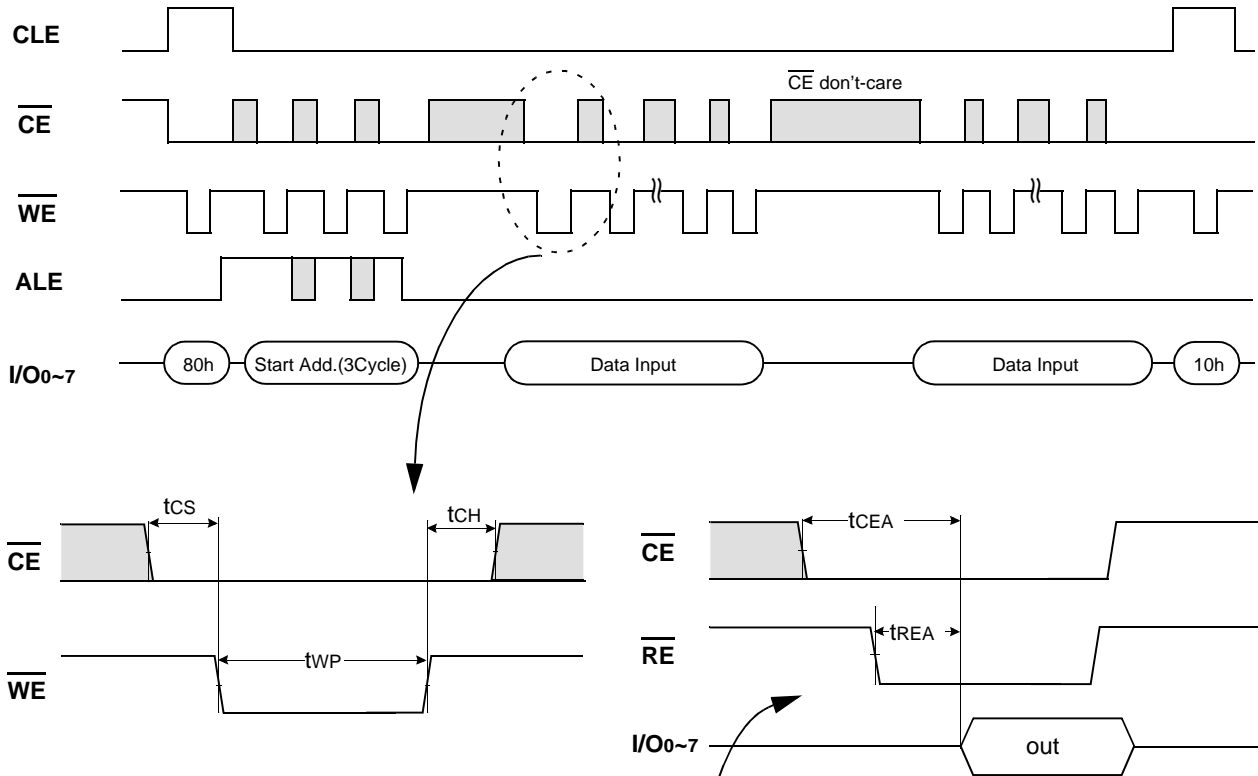 CLE
CE don't-care
CE
WE
ALE
I/O0~7 80h Start Add.(3Cycle) Data Input Data Input 10h
tCS tCH tCEA
CE CE
tREA
RE
tWP
WE
I/O0~7 out